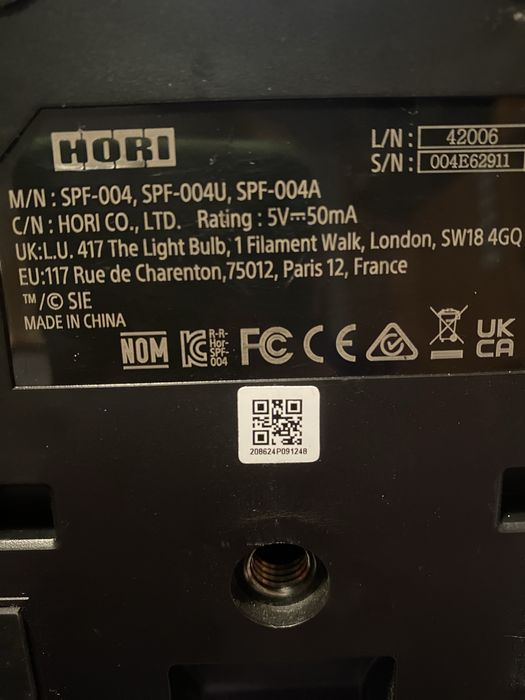 HORI
L/N : 42006
S/N : 004E62911
M/N : SPF-004, SPF-004U, SPF-004A
C/N : HORI CO., LTD. Rating : 5V⎓50mA
UK:L.U. 417 The Light Bulb, 1 Filament Walk, London, SW18 4GQ
EU:117 Rue de Charenton,75012, Paris 12, France
™/© SIE
MADE IN CHINA
NOM
R-R-
Hor-
SPF-
004
FC CE
UK
CA
208624P091248